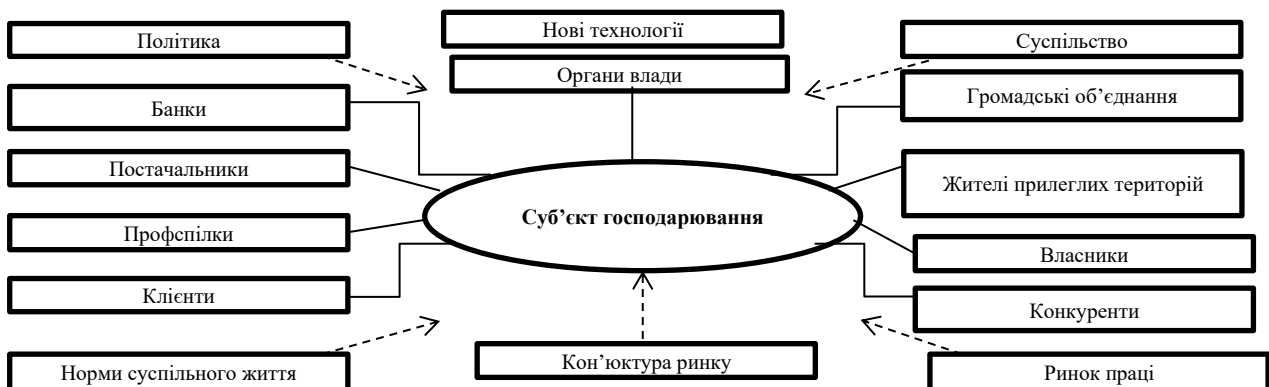 Нові технології
Політика
Суспільство
Органи влади
Громадські об’єднання
Банки
Постачальники
Жителі прилеглих територій
Суб’єкт господарювання
Профспілки
Власники
Клієнти
Конкуренти
Кон’юктура ринку
Норми суспільного життя
Ринок праці